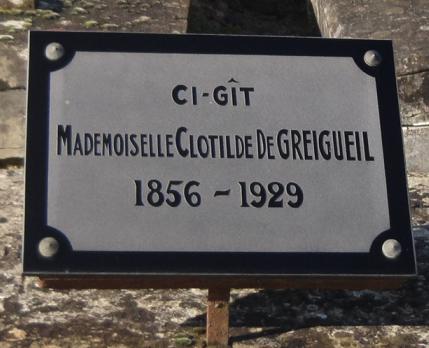 CI-GÎT
MADEMOISELLE CLOTILDE DE GREIGUEIL
1856 - 1929